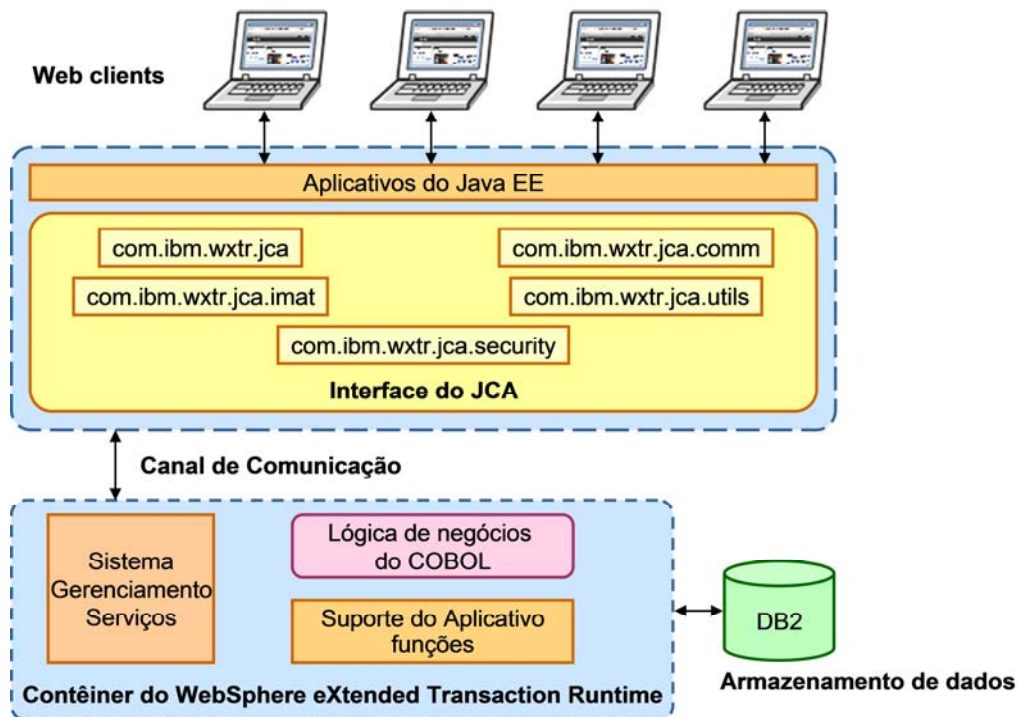 Web clients
Aplicativos do Java EE
com.ibm.wxtr.jca
com.ibm.wxtr.jca.comm
com.ibm.wxtr.jca.imat
com.ibm.wxtr.jca.utils
com.ibm.wxtr.jca.security
Interface do JCA
Canal de Comunicação
Sistema
Gerenciamento
Serviços
Lógica de negócios
do COBOL
Suporte do Aplicativo
funções
Contêiner do WebSphere eXtended Transaction Runtime
DB2
Armazenamento de dados